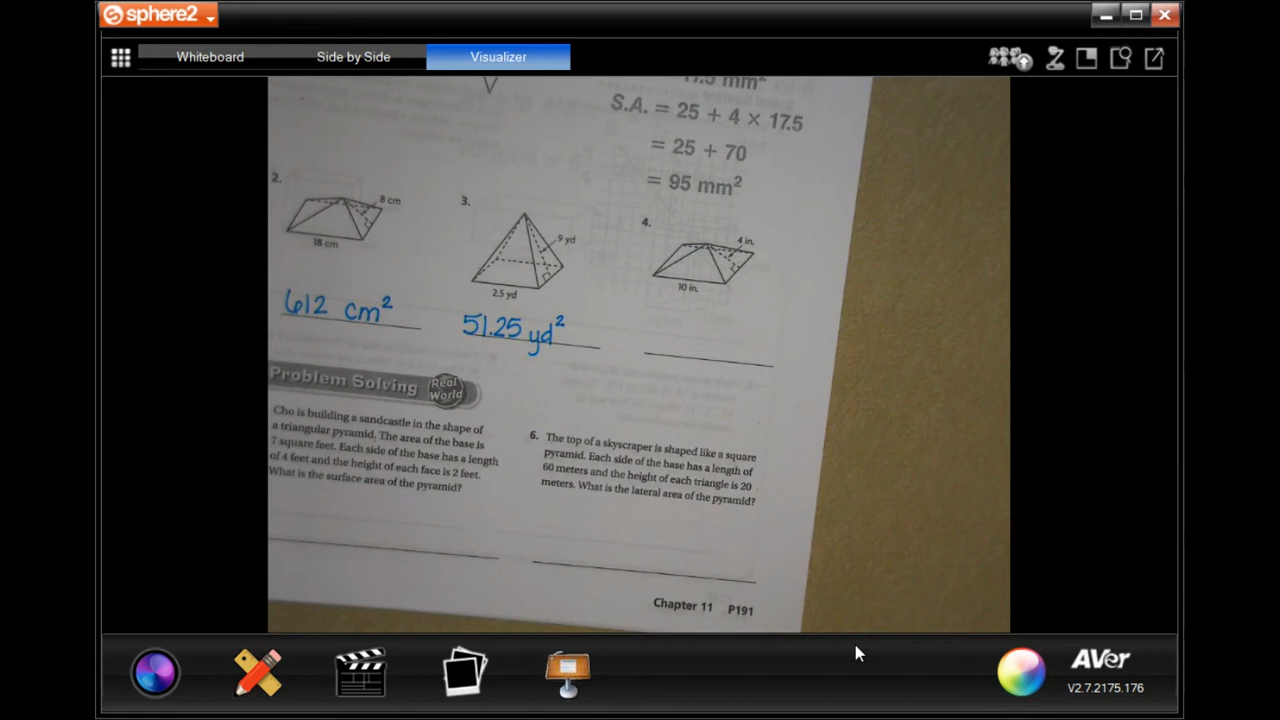 sphere2
Whiteboard
Side by Side
Visualizer
17.5 mm²
S.A. = 25 + 4 × 17.5
= 25 + 70
= 95 mm²
2.
8 cm
18 cm
612 cm²
3.
9 yd
2.5 yd
51.25 yd²
4.
4 in.
10 in.
Problem Solving
Real
World
Cho is building a sandcastle in the shape of
a triangular pyramid. The area of the base is
7 square feet. Each side of the base has a length
of 4 feet and the height of each face is 2 feet.
What is the surface area of the pyramid?
6. The top of a skyscraper is shaped like a square
pyramid. Each side of the base has a length of
60 meters and the height of each triangle is 20
meters. What is the lateral area of the pyramid?
Chapter 11 P191
AVer
V2.7.2175.176